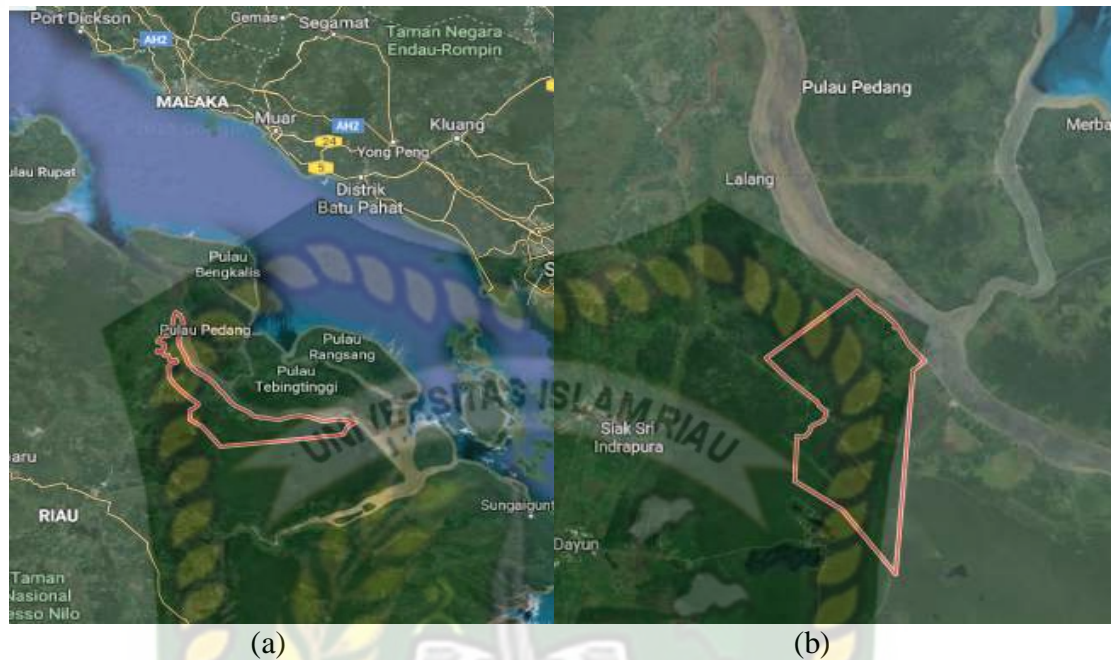 Port Dickson
Gemas
Segamat
AH2
Taman Negara
Endau-Rompin
MALAKA
Muar
AH2
Kluang
24
Yong Peng
5
Distrik
Batu Pahat
ulau Rupat
Pulau
Bengkalis
Pulau Pedang
Pulau
Rangsang
Pulau
Tebingtinggi
UNIVERSITAS ISLAM RIAU
aru
RIAU
Sungaigunt
Taman
Nasional
esso Nilo
(a)
Pulau Pedang
Merba
Lalang
Siak Sri
Indrapura
Dayun
(b)